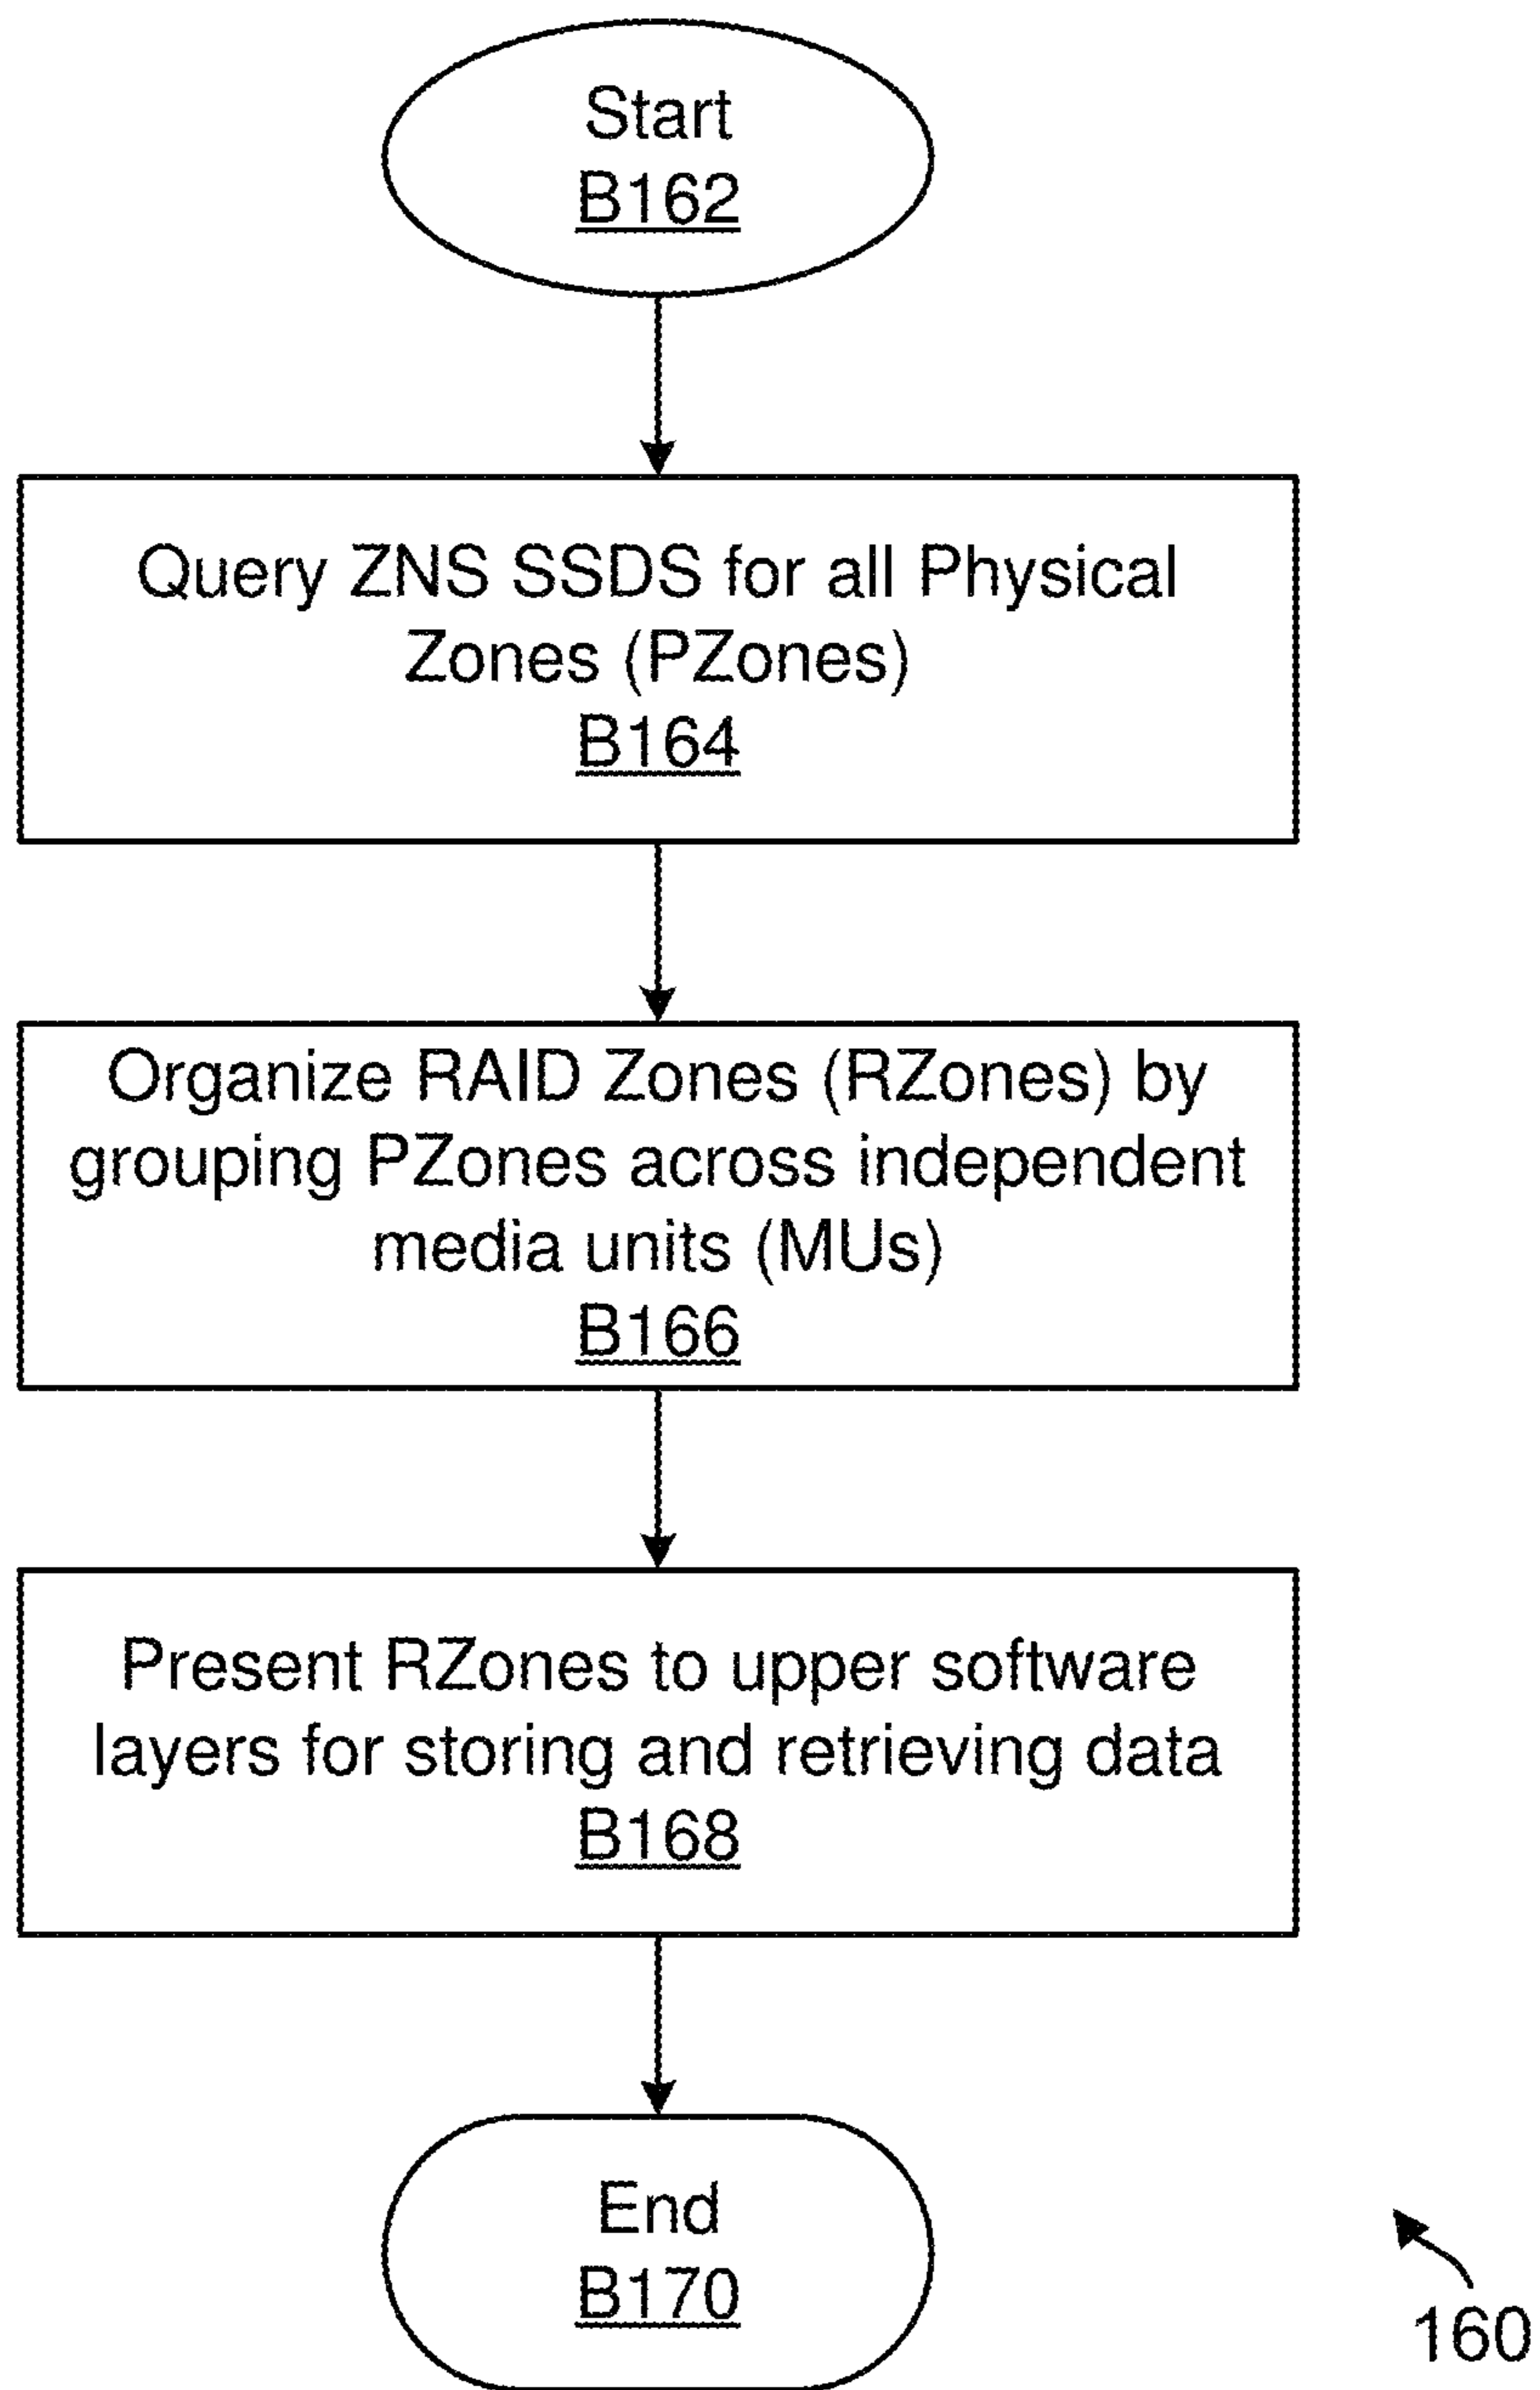 Start
B162
Query ZNS SSDS for all Physical
Zones (PZones)
B164
Organize RAID Zones (RZones) by
grouping PZones across independent
media units (MUs)
B166
Present RZones to upper software
layers for storing and retrieving data
B168
End
B170
160